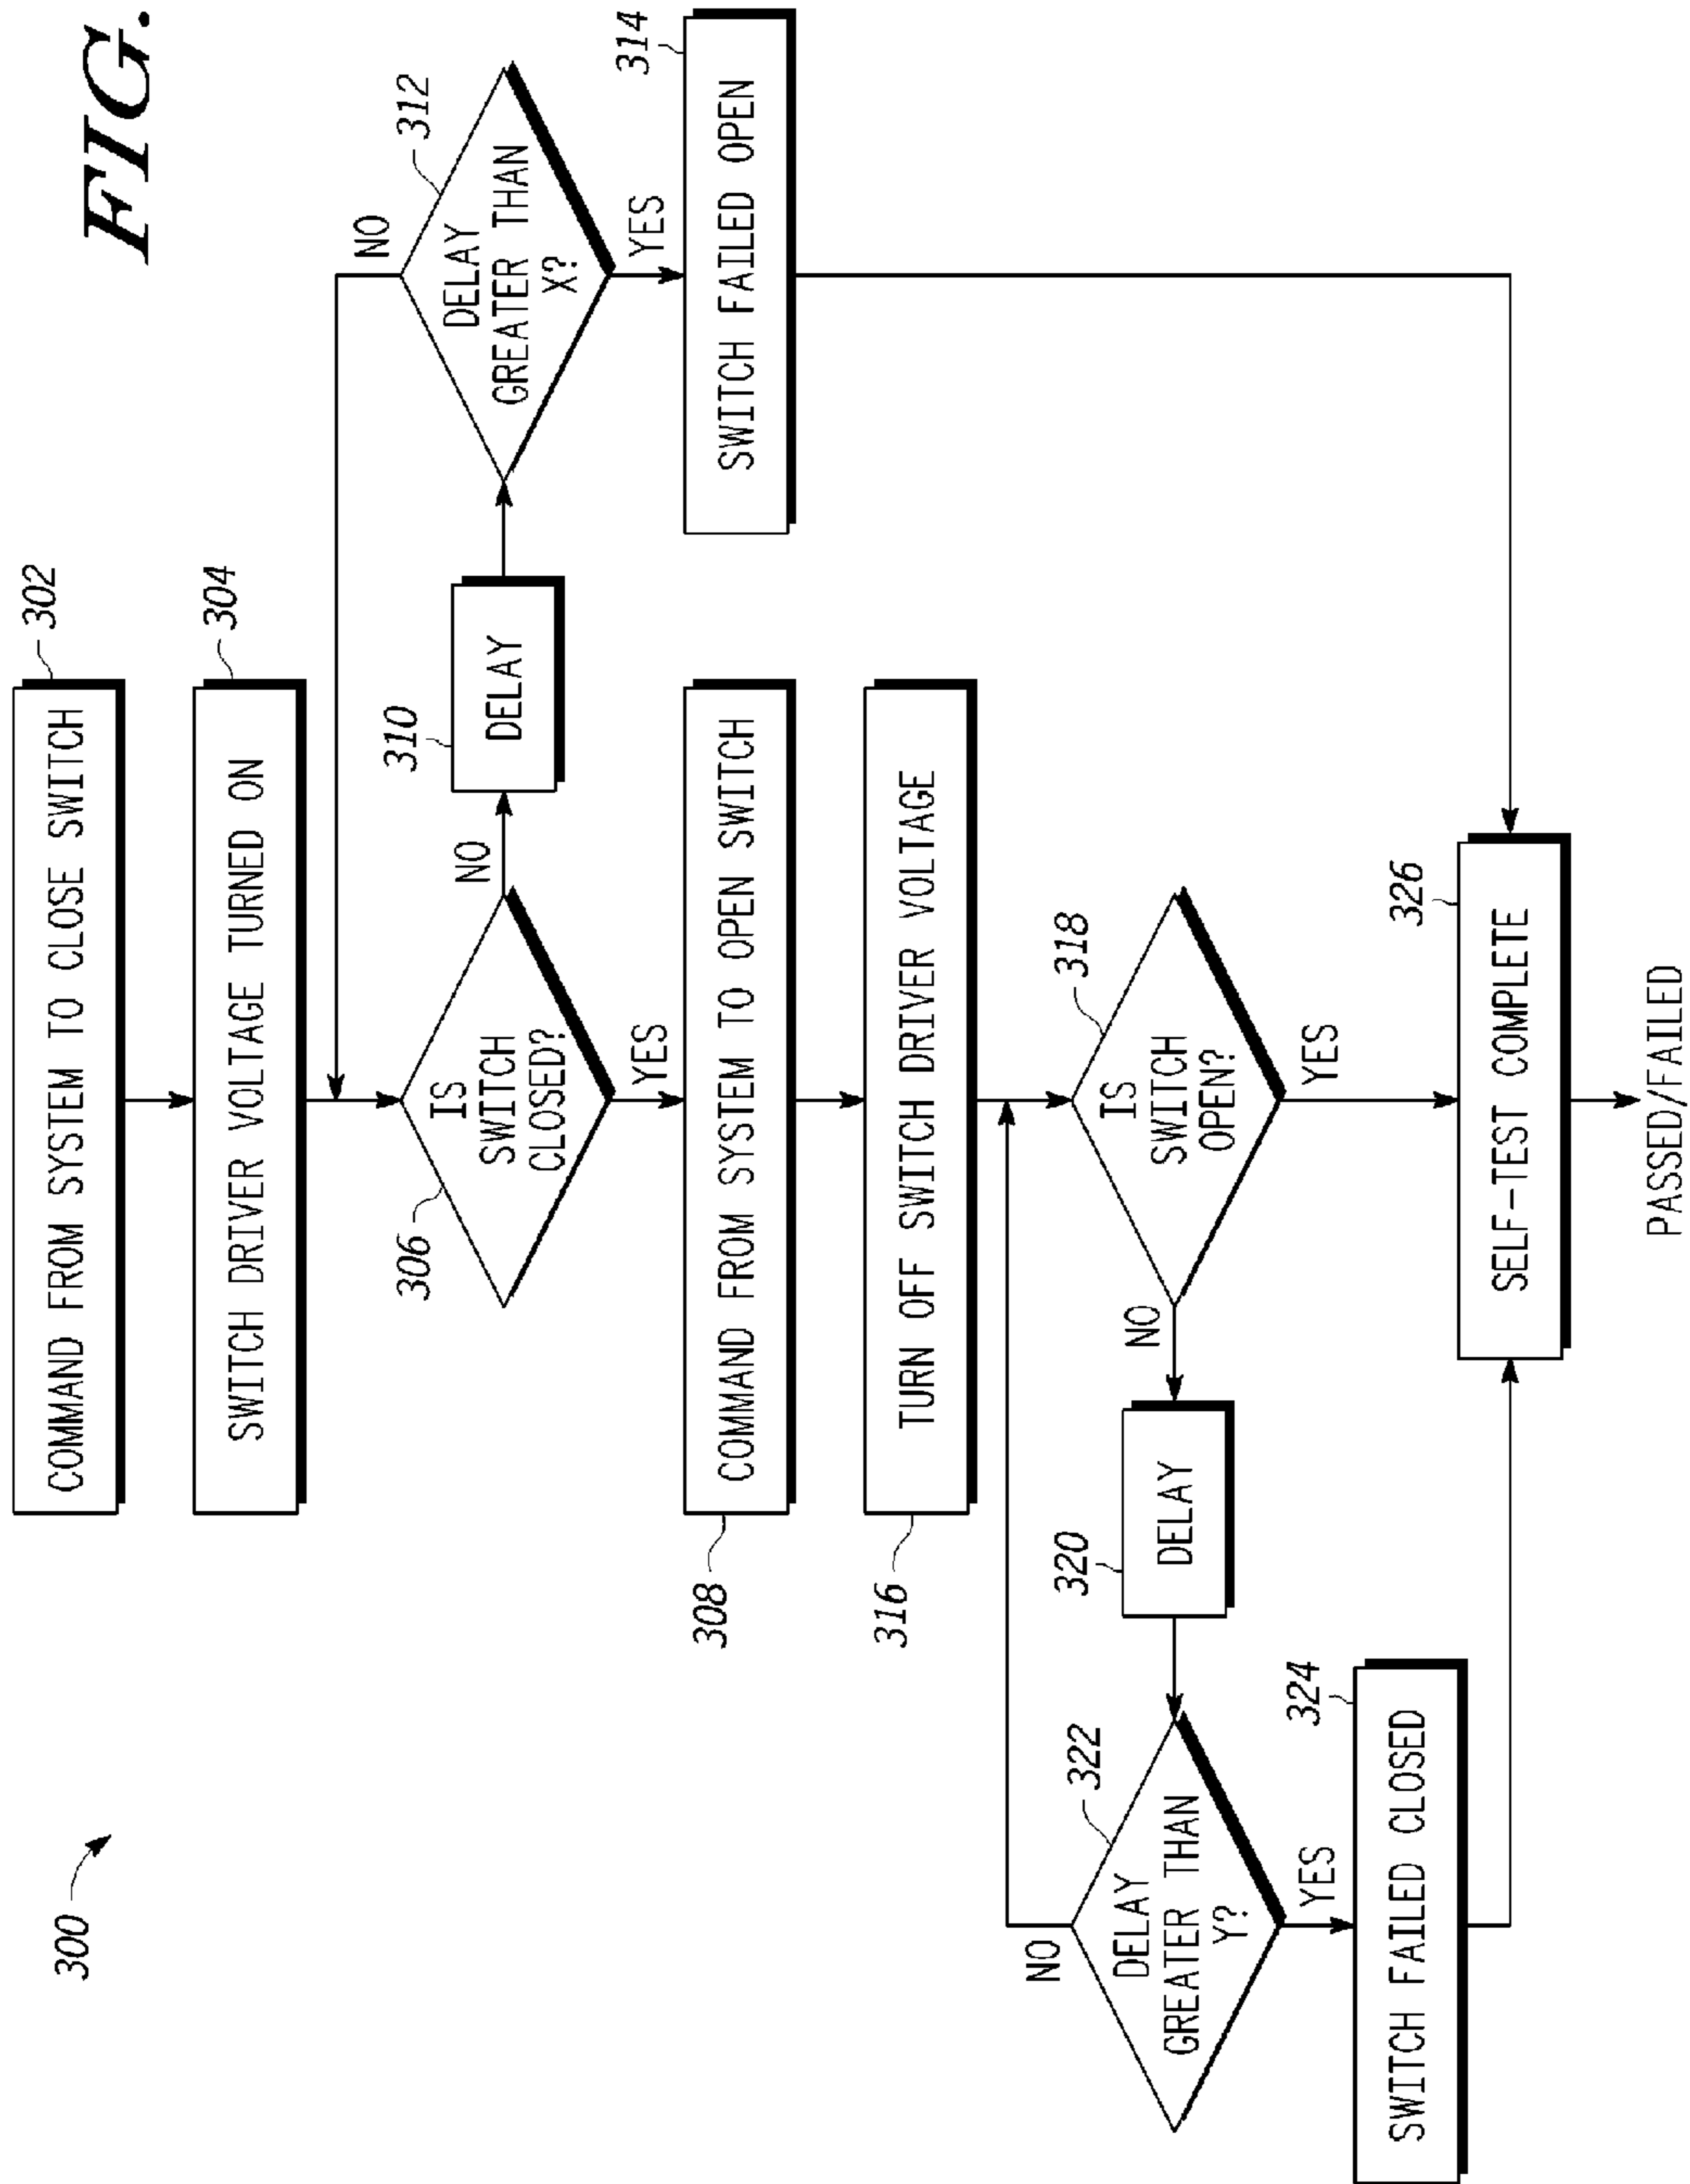 FIG.
300
302
COMMAND FROM SYSTEM TO CLOSE SWITCH
304
SWITCH DRIVER VOLTAGE TURNED ON
306
IS
SWITCH
CLOSED?
NO
310
DELAY
312
DELAY
GREATER THAN
X?
NO
YES
314
SWITCH FAILED OPEN
YES
308
COMMAND FROM SYSTEM TO OPEN SWITCH
316
TURN OFF SWITCH DRIVER VOLTAGE
318
IS
SWITCH
OPEN?
NO
320
DELAY
322
DELAY
GREATER THAN
Y?
NO
YES
324
SWITCH FAILED CLOSED
YES
326
SELF-TEST COMPLETE
PASSED/FAILED